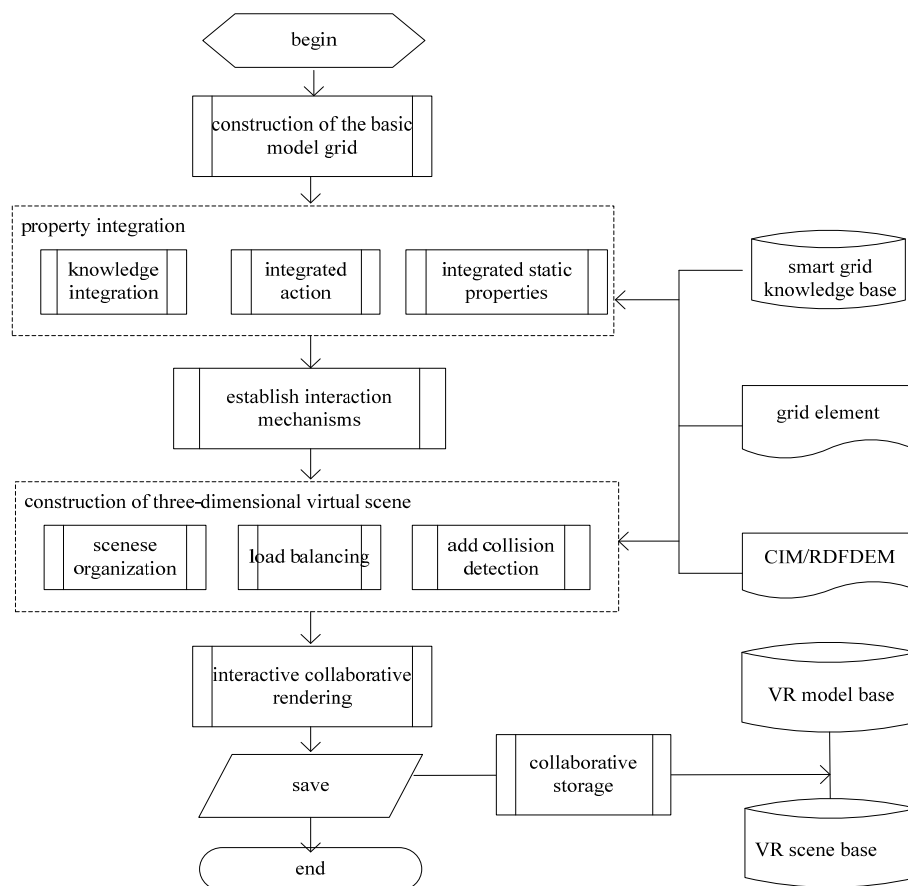 begin
construction of the basic
model grid
property integration
knowledge
integration
integrated
action
integrated static
properties
smart grid
knowledge base
establish interaction
mechanisms
grid element
construction of three-dimensional virtual scene
scenese
organization
load balancing
add collision
detection
CIM/RDFDEM
interactive collaborative
rendering
VR model base
save
collaborative
storage
end
VR scene base